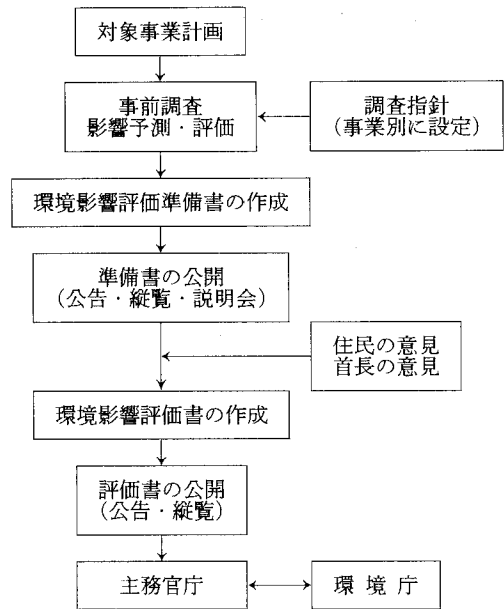 対象事業計画
事前調査
影響予測・評価
調査指針
(事業別に設定)
環境影響評価準備書の作成
準備書の公開
(公告・縦覧・説明会)
住民の意見
首長の意見
環境影響評価書の作成
評価書の公開
(公告・縦覧)
主務官庁
環境庁